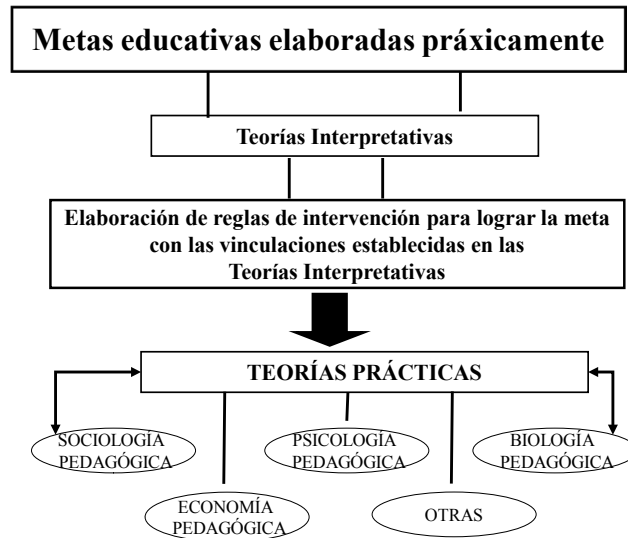 Metas educativas elaboradas práxicamente
Teorías Interpretativas
Elaboración de reglas de intervención para lograr la meta
con las vinculaciones establecidas en las
Teorías Interpretativas
TEORÍAS PRÁCTICAS
SOCIOLOGÍA
PEDAGÓGICA
PSICOLOGÍA
PEDAGÓGICA
BIOLOGÍA
PEDAGÓGICA
ECONOMÍA
PEDAGÓGICA
OTRAS